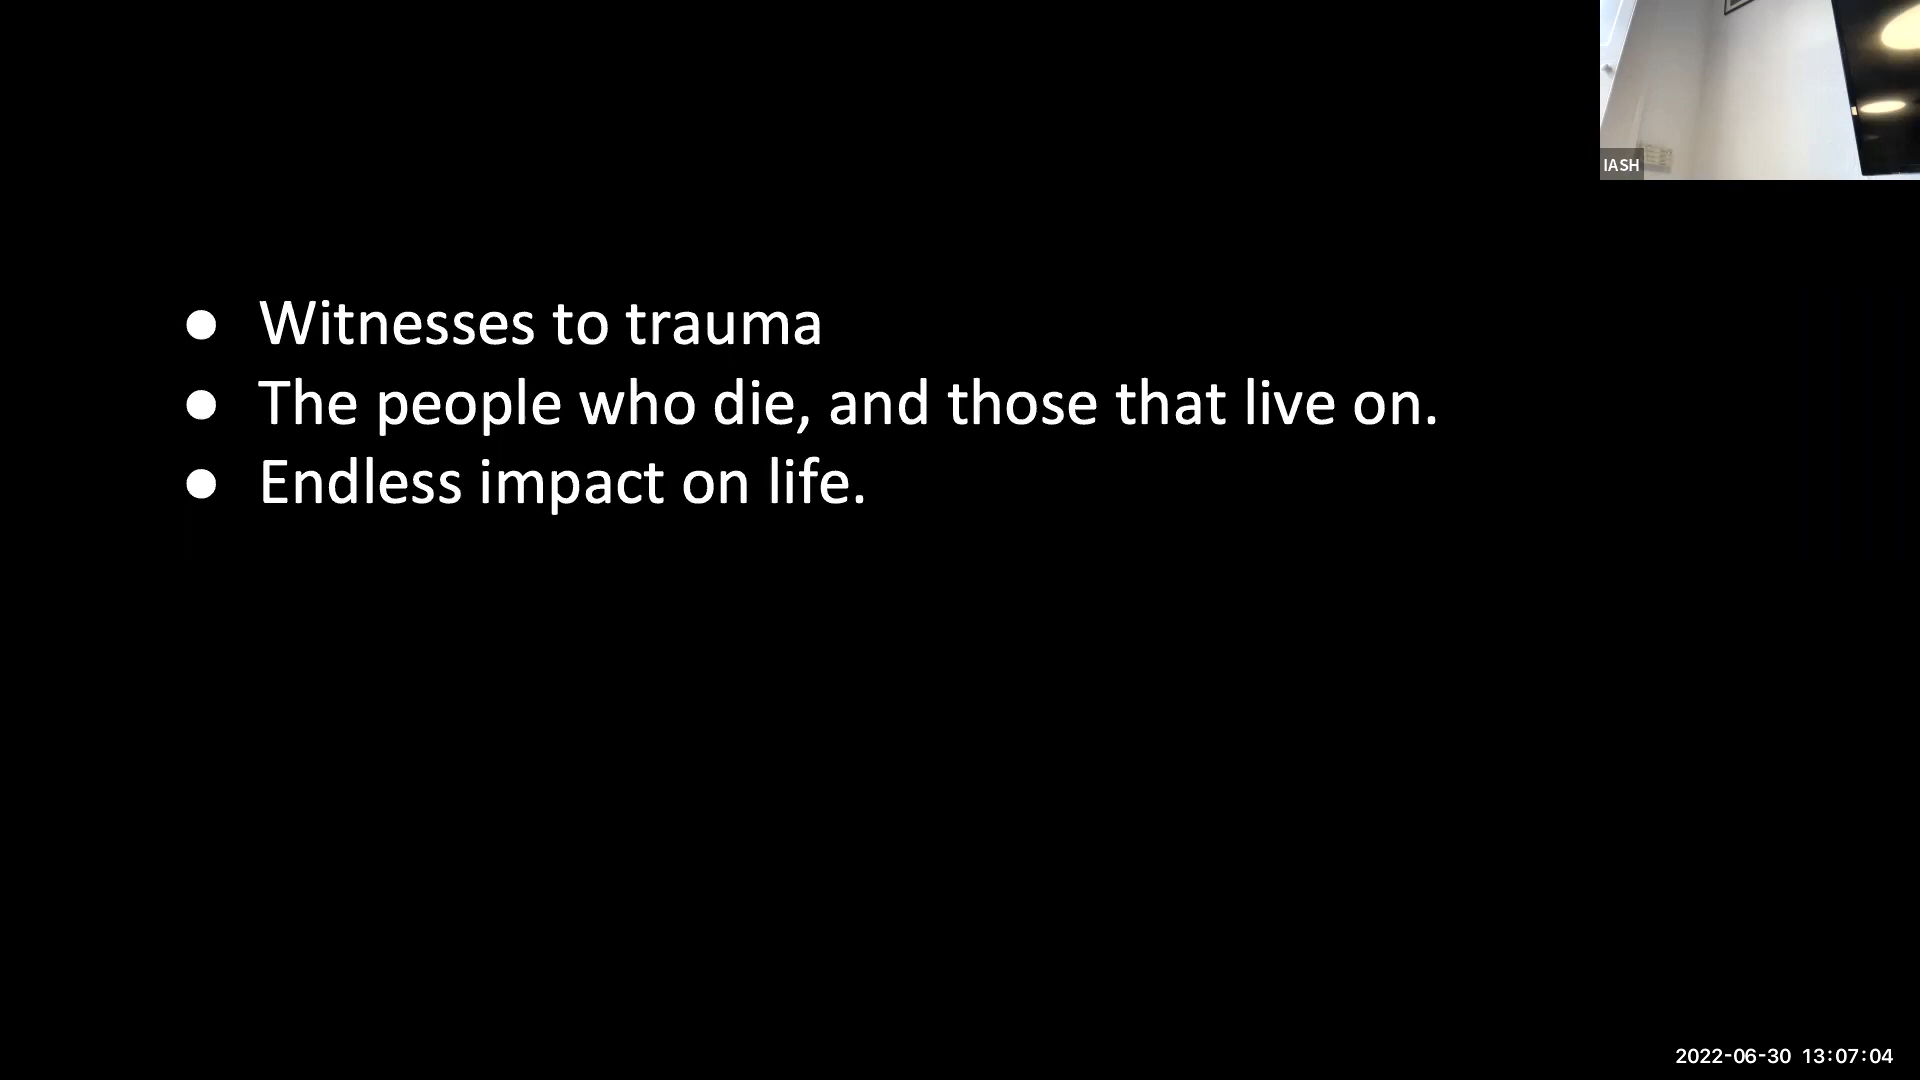 IASH
● Witnesses to trauma
● The people who die, and those that live on.
● Endless impact on life.
2022-06-30 13:07:04